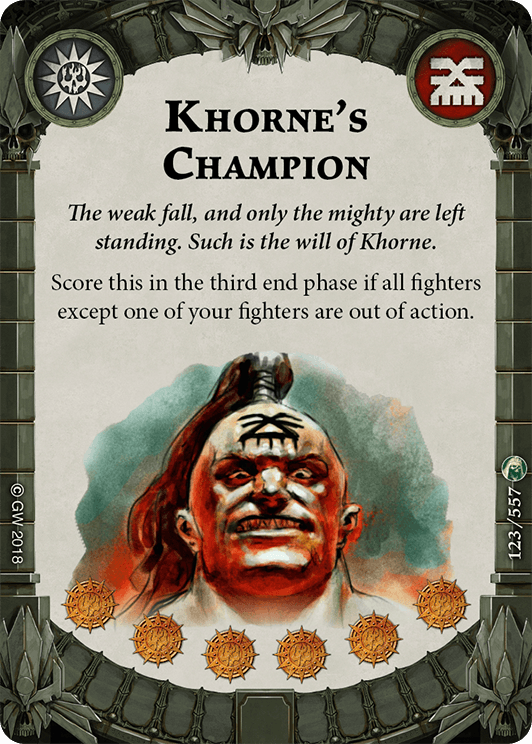 Khorne's
Champion
The weak fall, and only the mighty are left
standing. Such is the will of Khorne.
Score this in the third end phase if all fighters
except one of your fighters are out of action.
© GW 2018
123/557